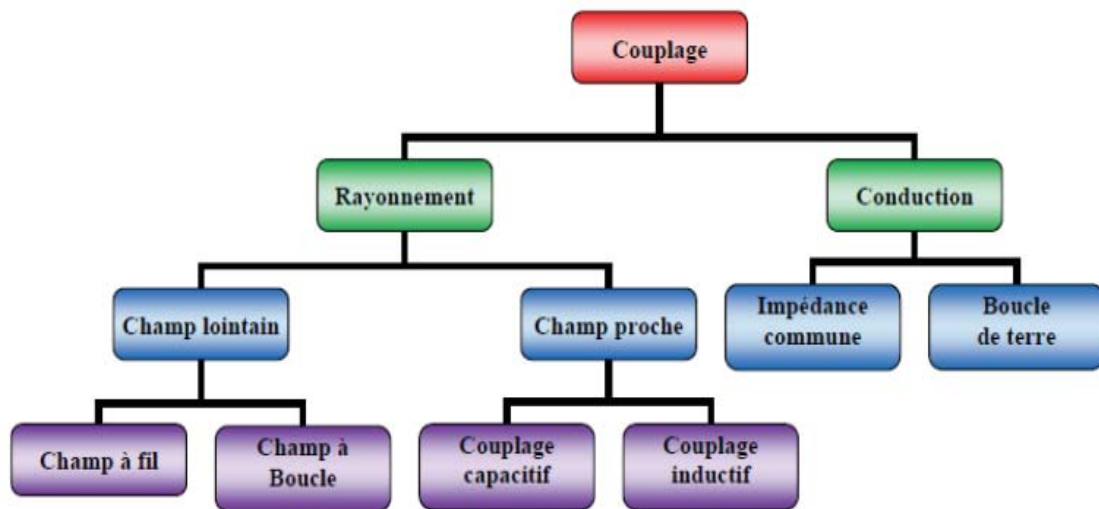 Couplage
Rayonnement
Conduction
Champ lointain
Champ proche
Impédance
commune
Boucle
de terre
Champ à fil
Champ à
Boucle
Couplage
capacitif
Couplage
inductif